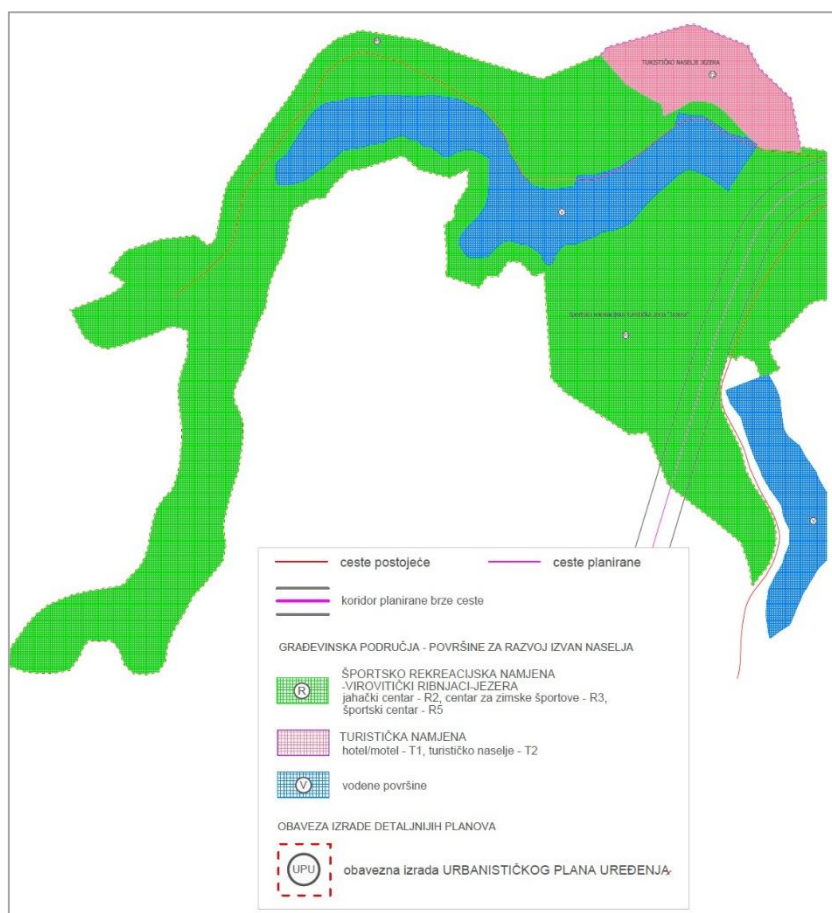 TURISTIČKO NASELJE JEZERA
V
ceste postojeće
ceste planirane
koridor planirane brze ceste
GRAĐEVINSKA PODRUČJA - POVRŠINE ZA RAZVOJ IZVAN NASELJA
R
ŠPORTSKO REKREACIJSKA NAMJENA
-VIROVITIČKI RIBNJACI-JEZERA
jahački centar - R2, centar za zimske športove - R3,
športski centar - R5
TURISTIČKA NAMJENA
hotel/motel - T1, turističko naselje - T2
V
vodene površine
OBAVEZA IZRADE DETALJNIJIH PLANOVA
UPU
obavezna izrada URBANISTIČKOG PLANA UREĐENJA